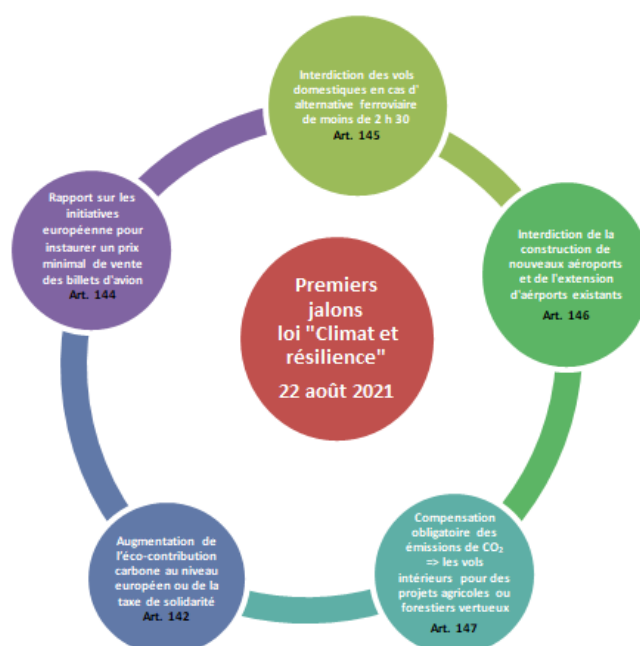 Interdiction des vols
domestiques en cas d'
alternative ferroviaire
de moins de 2 h 30
Art. 145
Rapport sur les
initiatives
européenne pour
instaurer un prix
minimal de vente
des billets d'avion
Art. 144
Interdiction de la
construction de
nouveaux aéroports
et de l'extension
d'aérports existants
Art. 146
Premiers
jalons
loi "Climat et
résilience"
22 août 2021
Augmentation de
l'éco-contribution
carbone au niveau
européen ou de la
taxe de solidarité
Art. 142
Compensation
obligatoire des
émissions de CO₂
=> les vols
intérieurs pour des
projets agricoles ou
forestiers vertueux
Art. 147